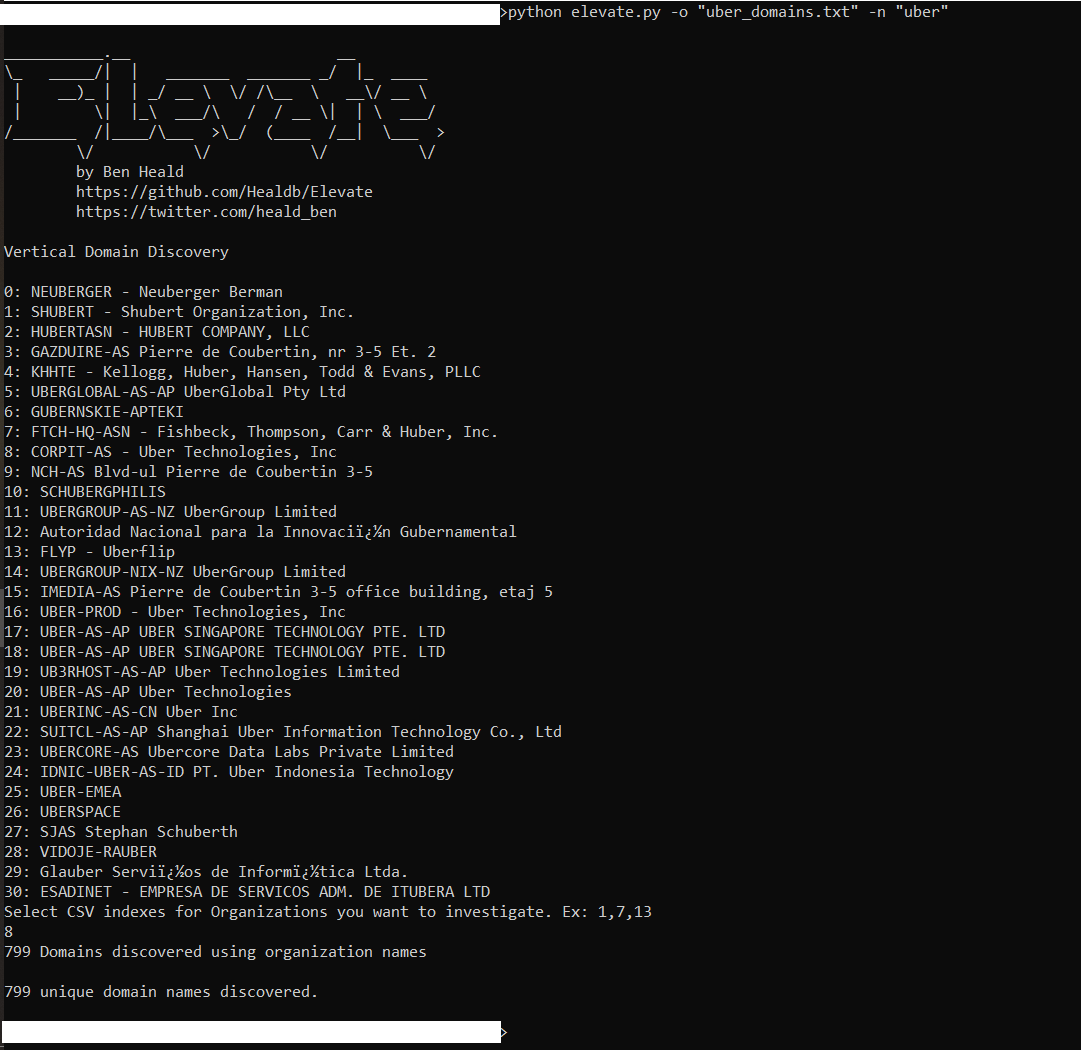 >python elevate.py -o "uber_domains.txt" -n "uber"
Elevate
by Ben Heald
https://github.com/Healdb/Elevate
https://twitter.com/heald_ben
Vertical Domain Discovery
0: NEUBERGER - Neuberger Berman
1: SHUBERT - Shubert Organization, Inc.
2: HUBERTASN - HUBERT COMPANY, LLC
3: GAZDUIRE-AS Pierre de Coubertin, nr 3-5 Et. 2
4: KHHTE - Kellogg, Huber, Hansen, Todd & Evans, PLLC
5: UBERGLOBAL-AS-AP UberGlobal Pty Ltd
6: GUBERNSKIE-APTEKI
7: FTCH-HQ-ASN - Fishbeck, Thompson, Carr & Huber, Inc.
8: CORPIT-AS - Uber Technologies, Inc
9: NCH-AS Blvd-ul Pierre de Coubertin 3-5
10: SCHUBERGPHILIS
11: UBERGROUP-AS-NZ UberGroup Limited
12: Autoridad Nacional para la Innovaciï¿½n Gubernamental
13: FLYP - Uberflip
14: UBERGROUP-NIX-NZ UberGroup Limited
15: IMEDIA-AS Pierre de Coubertin 3-5 office building, etaj 5
16: UBER-PROD - Uber Technologies, Inc
17: UBER-AS-AP UBER SINGAPORE TECHNOLOGY PTE. LTD
18: UBER-AS-AP UBER SINGAPORE TECHNOLOGY PTE. LTD
19: UB3RHOST-AS-AP Uber Technologies Limited
20: UBER-AS-AP Uber Technologies
21: UBERINC-AS-CN Uber Inc
22: SUITCL-AS-AP Shanghai Uber Information Technology Co., Ltd
23: UBERCORE-AS Ubercore Data Labs Private Limited
24: IDNIC-UBER-AS-ID PT. Uber Indonesia Technology
25: UBER-EMEA
26: UBERSPACE
27: SJAS Stephan Schuberth
28: VIDOJE-RAUBER
29: Glauber Serviï¿½os de Informï¿½tica Ltda.
30: ESADINET - EMPRESA DE SERVICOS ADM. DE ITUBERA LTD
Select CSV indexes for Organizations you want to investigate. Ex: 1,7,13
8
799 Domains discovered using organization names
799 unique domain names discovered.
>